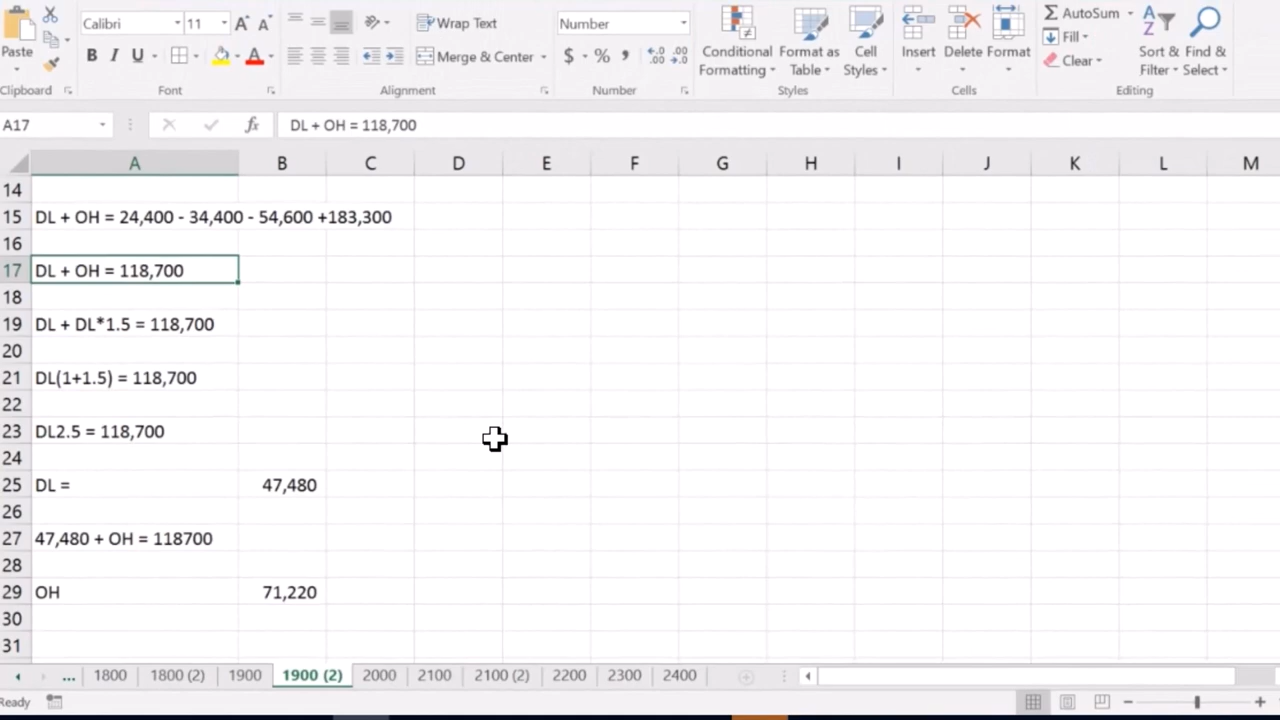 Calibri 11 A A Wrap Text Number AutoSum
Paste Fill
B I U A Merge & Center $ % , Conditional Formatting Format as Table Cell Styles Insert Delete Format Clear Sort & Filter Find & Select
Clipboard Font Alignment Number Styles Cells Editing
A17 fx DL + OH = 118,700
A B C D E F G H I J K L M
14
15 DL + OH = 24,400 - 34,400 - 54,600 +183,300
16
17 DL + OH = 118,700
18
19 DL + DL*1.5 = 118,700
20
21 DL(1+1.5) = 118,700
22
23 DL2.5 = 118,700
24
25 DL = 47,480
26
27 47,480 + OH = 118700
28
29 OH 71,220
30
31
... 1800 1800 (2) 1900 1900 (2) 2000 2100 2100 (2) 2200 2300 2400
Ready